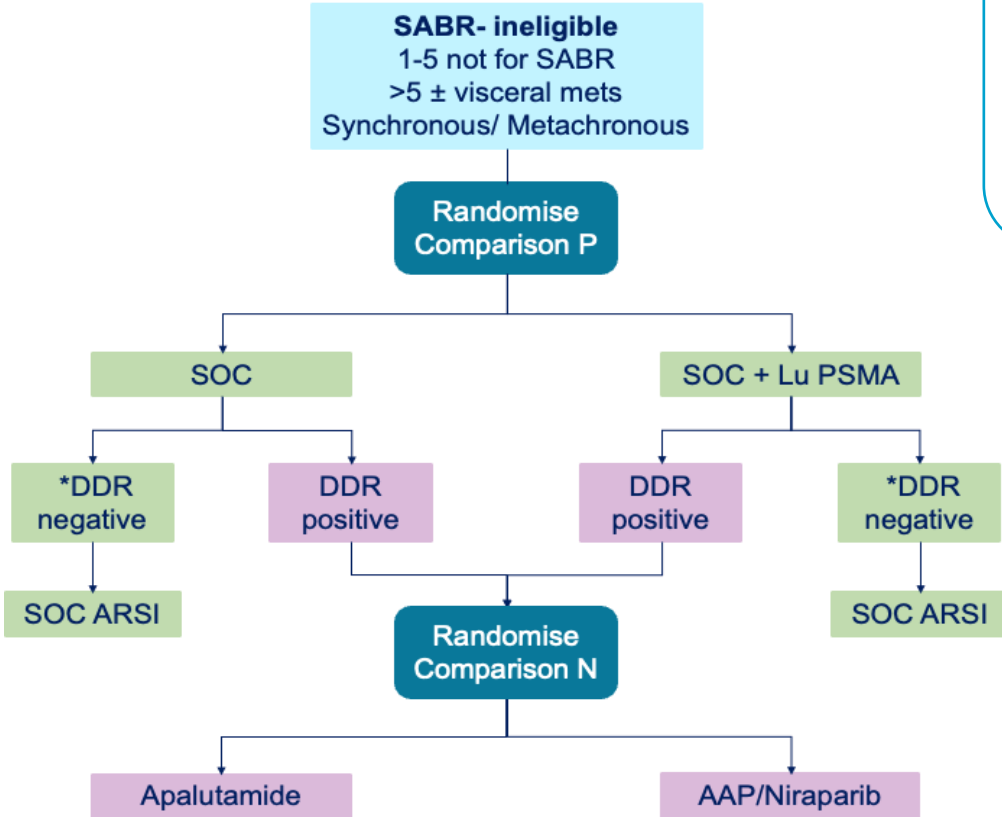 SABR- ineligible
1-5 not for SABR
>5 ± visceral mets
Synchronous/ Metachronous
Randomise
Comparison P
SOC
SOC + Lu PSMA
*DDR
negative
DDR
positive
DDR
positive
*DDR
negative
SOC ARSI
SOC ARSI
Randomise
Comparison N
Apalutamide
AAP/Niraparib